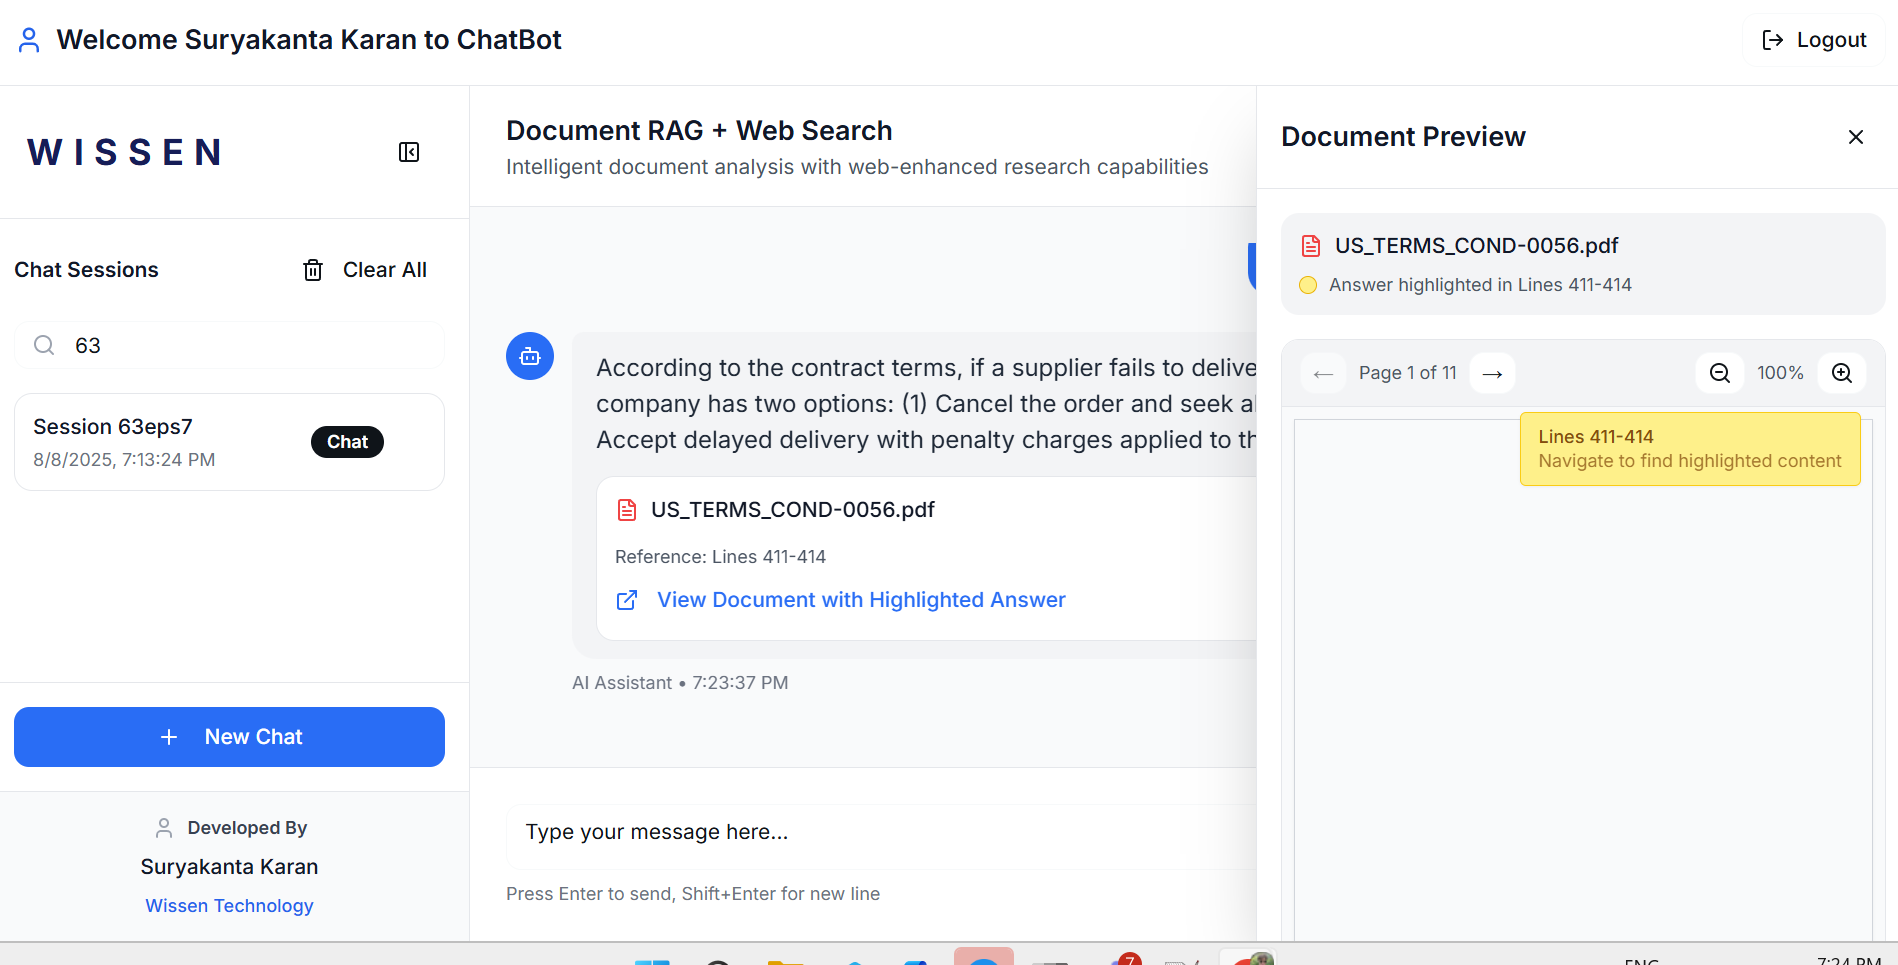 Welcome Suryakanta Karan to ChatBot
Logout
WISSEN
Chat Sessions
Clear All
63
Session 63eps7
8/8/2025, 7:13:24 PM
Chat
New Chat
Developed By
Suryakanta Karan
Wissen Technology
Document RAG + Web Search
Intelligent document analysis with web-enhanced research capabilities
According to the contract terms, if a supplier fails to delive
company has two options: (1) Cancel the order and seek
Accept delayed delivery with penalty charges applied to
US_TERMS_COND-0056.pdf
Reference: Lines 411-414
View Document with Highlighted Answer
AI Assistant • 7:23:37 PM
Type your message here...
Press Enter to send, Shift+Enter for new line
Document Preview
US_TERMS_COND-0056.pdf
Answer highlighted in Lines 411-414
← Page 1 of 11 →
100%
Lines 411-414
Navigate to find highlighted content
7
ENG
7:24 PM